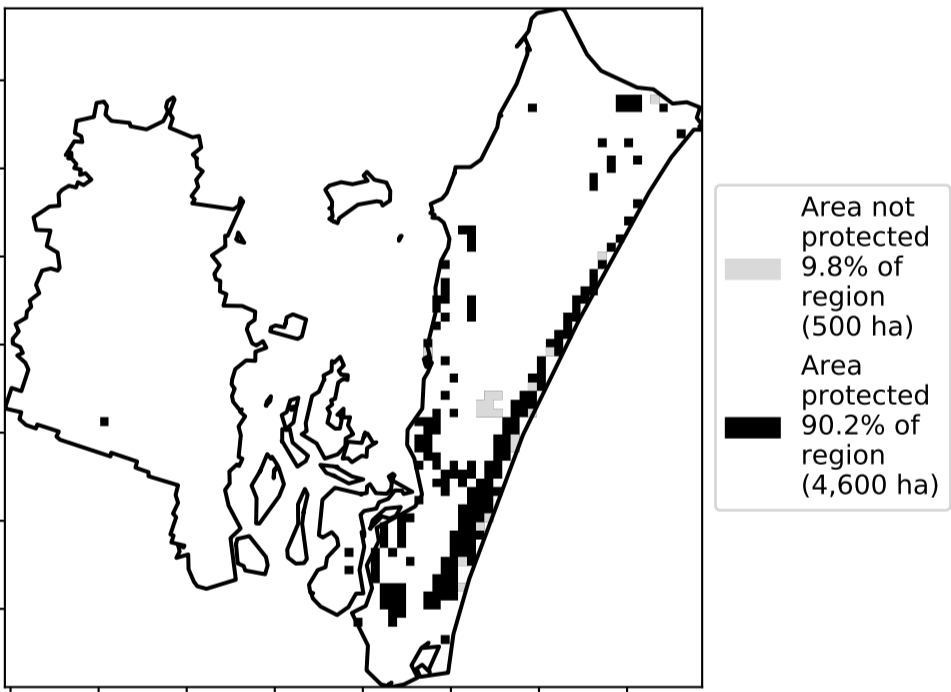 Area not
protected
9.8% of
region
(500 ha)
Area
protected
90.2% of
region
(4,600 ha)